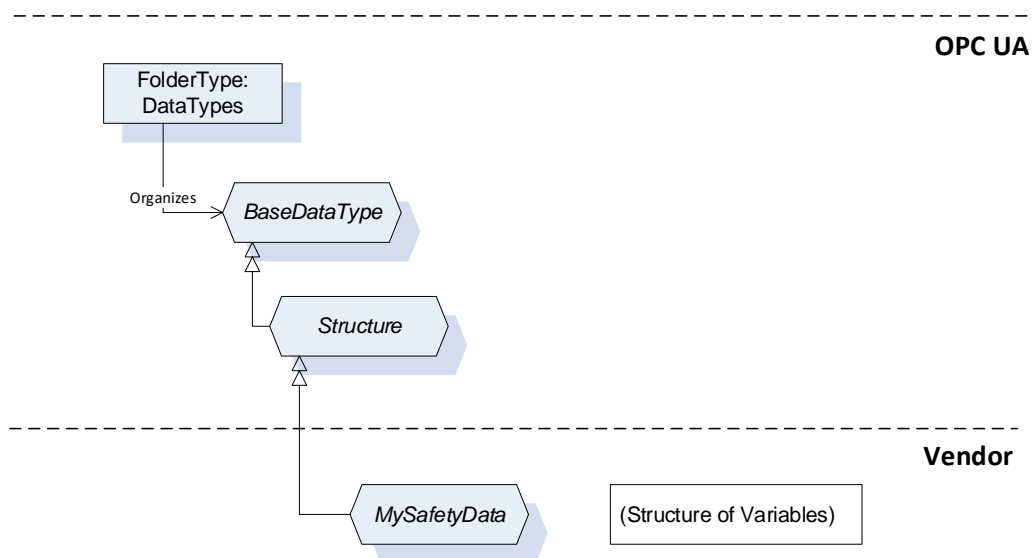 OPC UA
FolderType:
DataTypes
Organizes
BaseDataType
Structure
Vendor
MySafetyData
(Structure of Variables)